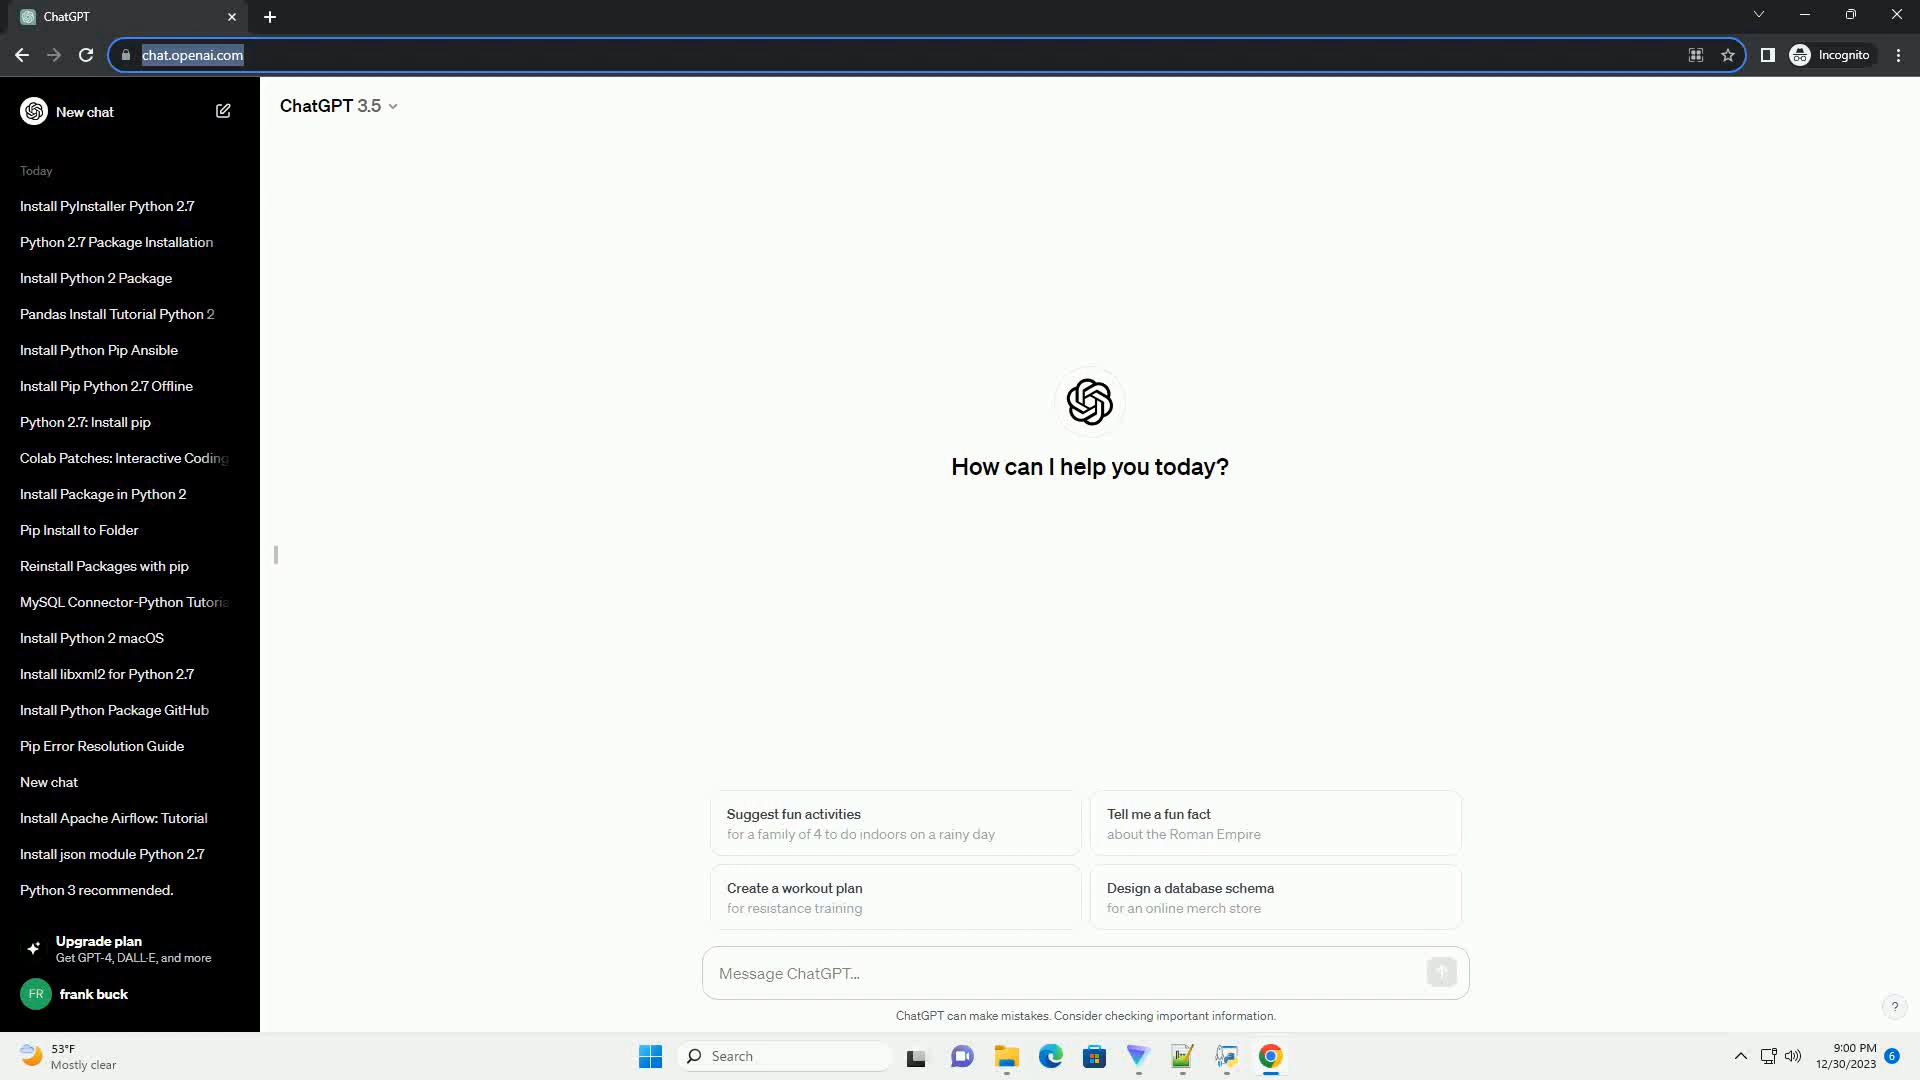 ChatGPT
chat.openai.com
Incognito
New chat
ChatGPT 3.5
Today
Install PyInstaller Python 2.7
Python 2.7 Package Installation
Install Python 2 Package
Pandas Install Tutorial Python 2
Install Python Pip Ansible
Install Pip Python 2.7 Offline
Python 2.7: Install pip
Colab Patches: Interactive Coding
Install Package in Python 2
Pip Install to Folder
Reinstall Packages with pip
MySQL Connector-Python Tutoria
Install Python 2 macOS
Install libxml2 for Python 2.7
Install Python Package GitHub
Pip Error Resolution Guide
New chat
Install Apache Airflow: Tutorial
Install json module Python 2.7
Python 3 recommended.
Upgrade plan
Get GPT-4, DALL·E, and more
FR
frank buck
How can I help you today?
Suggest fun activities
for a family of 4 to do indoors on a rainy day
Tell me a fun fact
about the Roman Empire
Create a workout plan
for resistance training
Design a database schema
for an online merch store
Message ChatGPT...
ChatGPT can make mistakes. Consider checking important information.
?
53°F
Mostly clear
Search
9:00 PM
12/30/2023
6